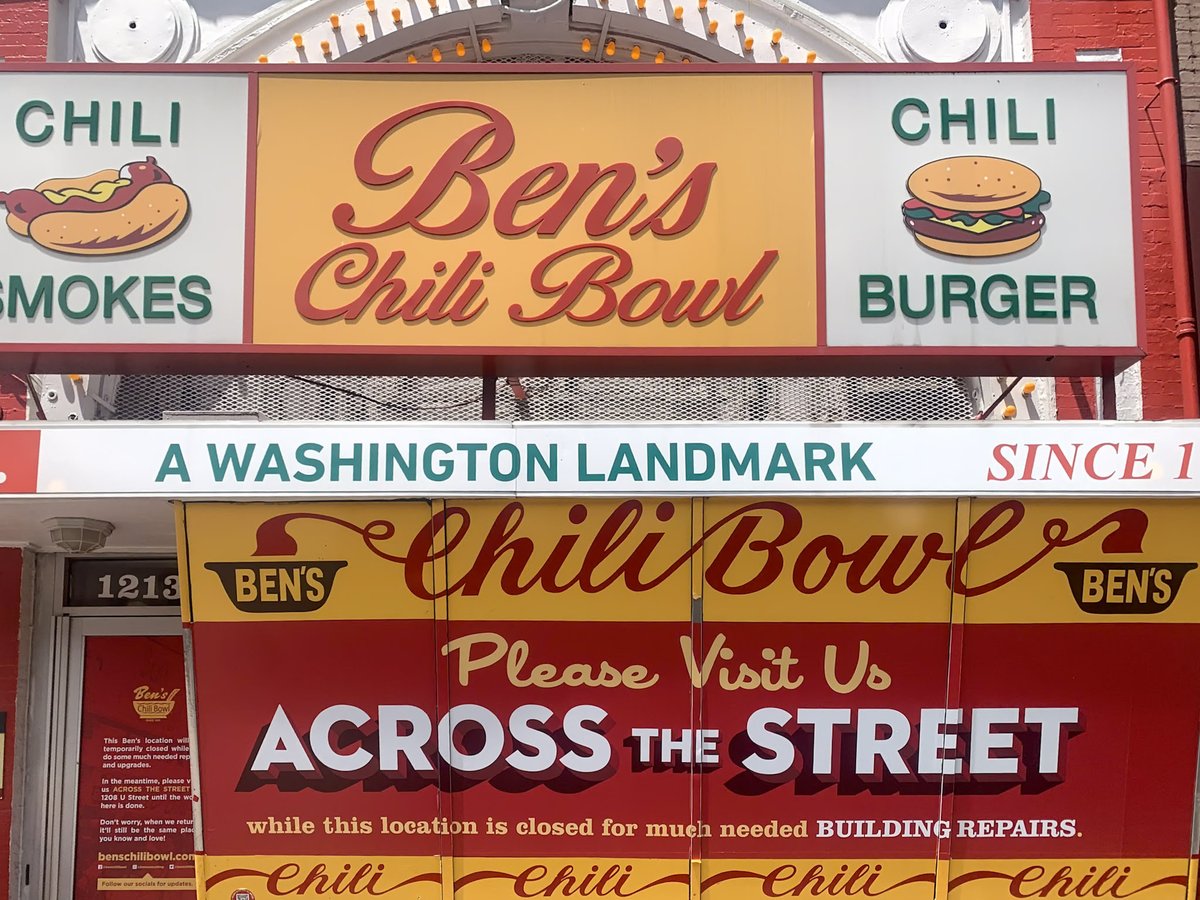 CHILI
SMOKES
Ben's
Chili Bowl
CHILI
BURGER
A WASHINGTON LANDMARK
SINCE 1
BEN'S
Chili Bowl
BEN'S
1213
Please Visit Us
ACROSS THE STREET
while this location is closed for much needed BUILDING REPAIRS.
Ben's
Chili Bowl
This Ben's location will
temporarily closed while
do some much needed rep
and upgrades.
In the meantime, please v
us ACROSS THE STREET
1208 U Street until the wo
here is done.
Don't worry, when we retur
it'll still be the same plac
you know and love!
benschilibowl.com
Follow our socials for updates.
Chili
Chili
Chili
Chili